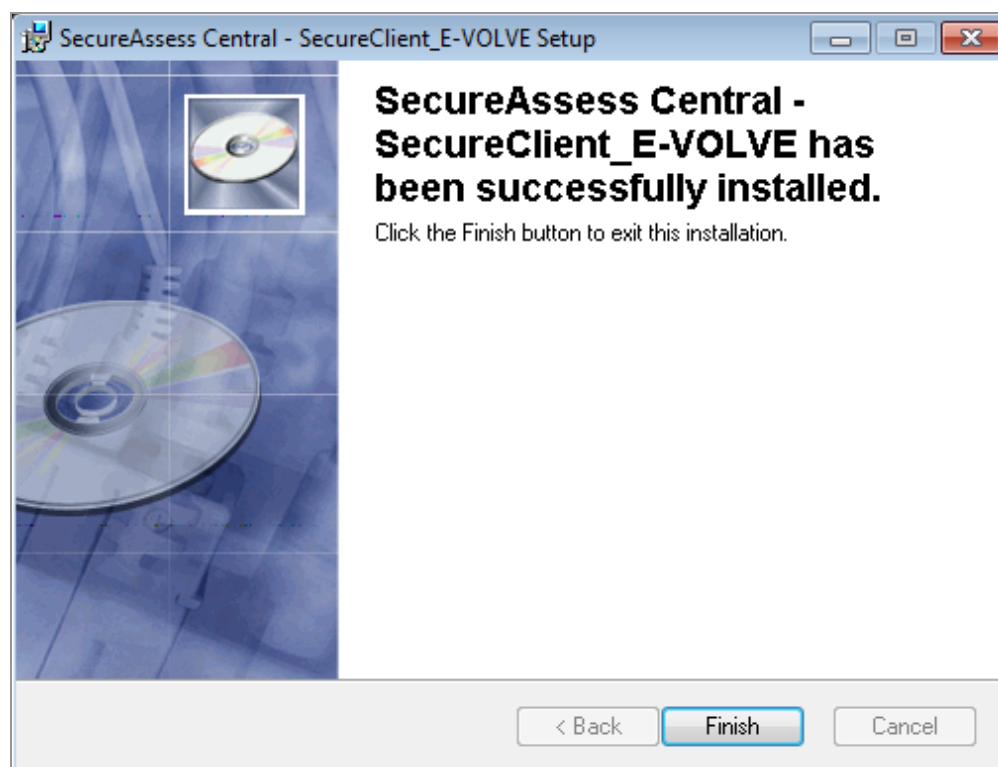 SecureAssess Central - SecureClient_E-VOLVE Setup
SecureAssess Central -
SecureClient_E-VOLVE has
been successfully installed.
Click the Finish button to exit this installation.
< Back Finish Cancel